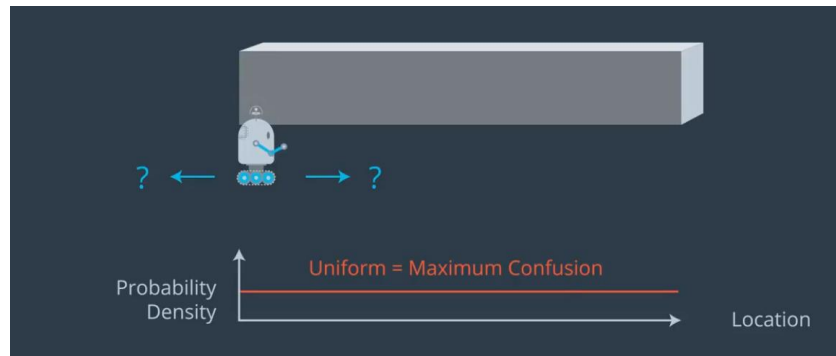 ? ?
Uniform = Maximum Confusion
Probability
Density
Location